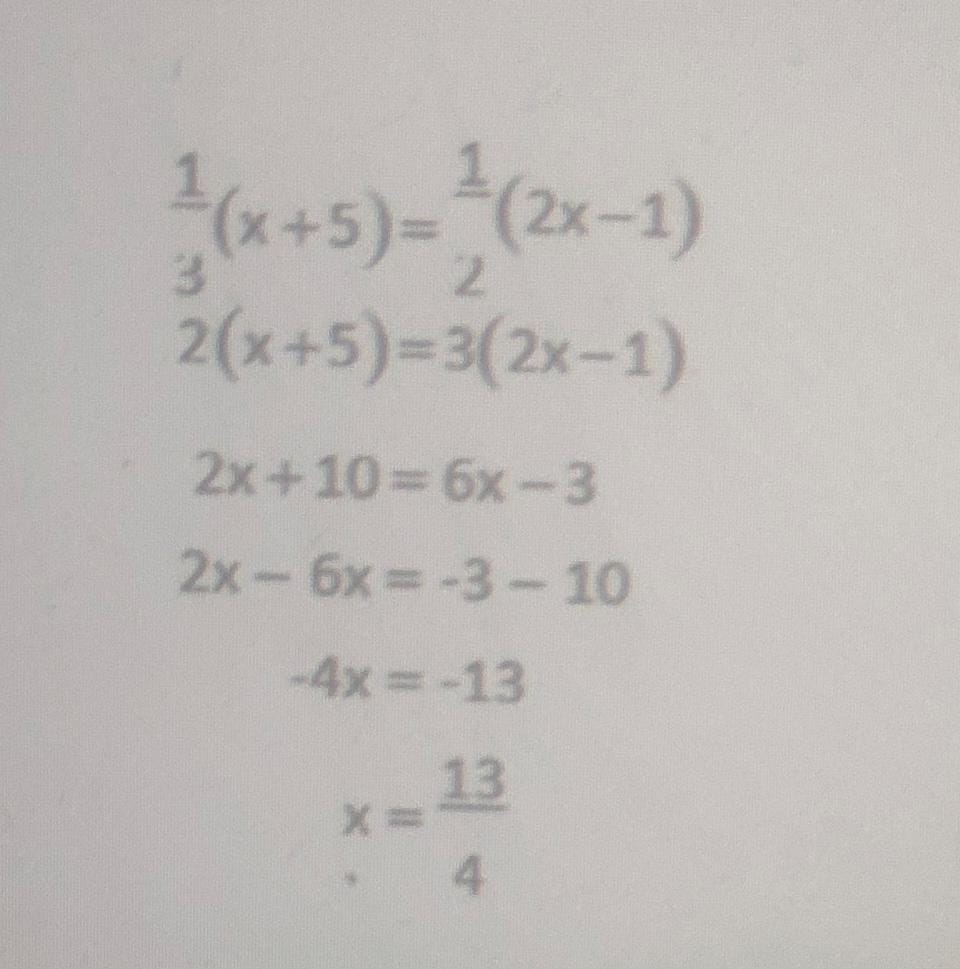 1/3(x+5)=1/2(2x−1)
2(x+5)=3(2x−1)
2x+10=6x−3
2x− 6x= -3− 10
-4x= -13
x= 13/4